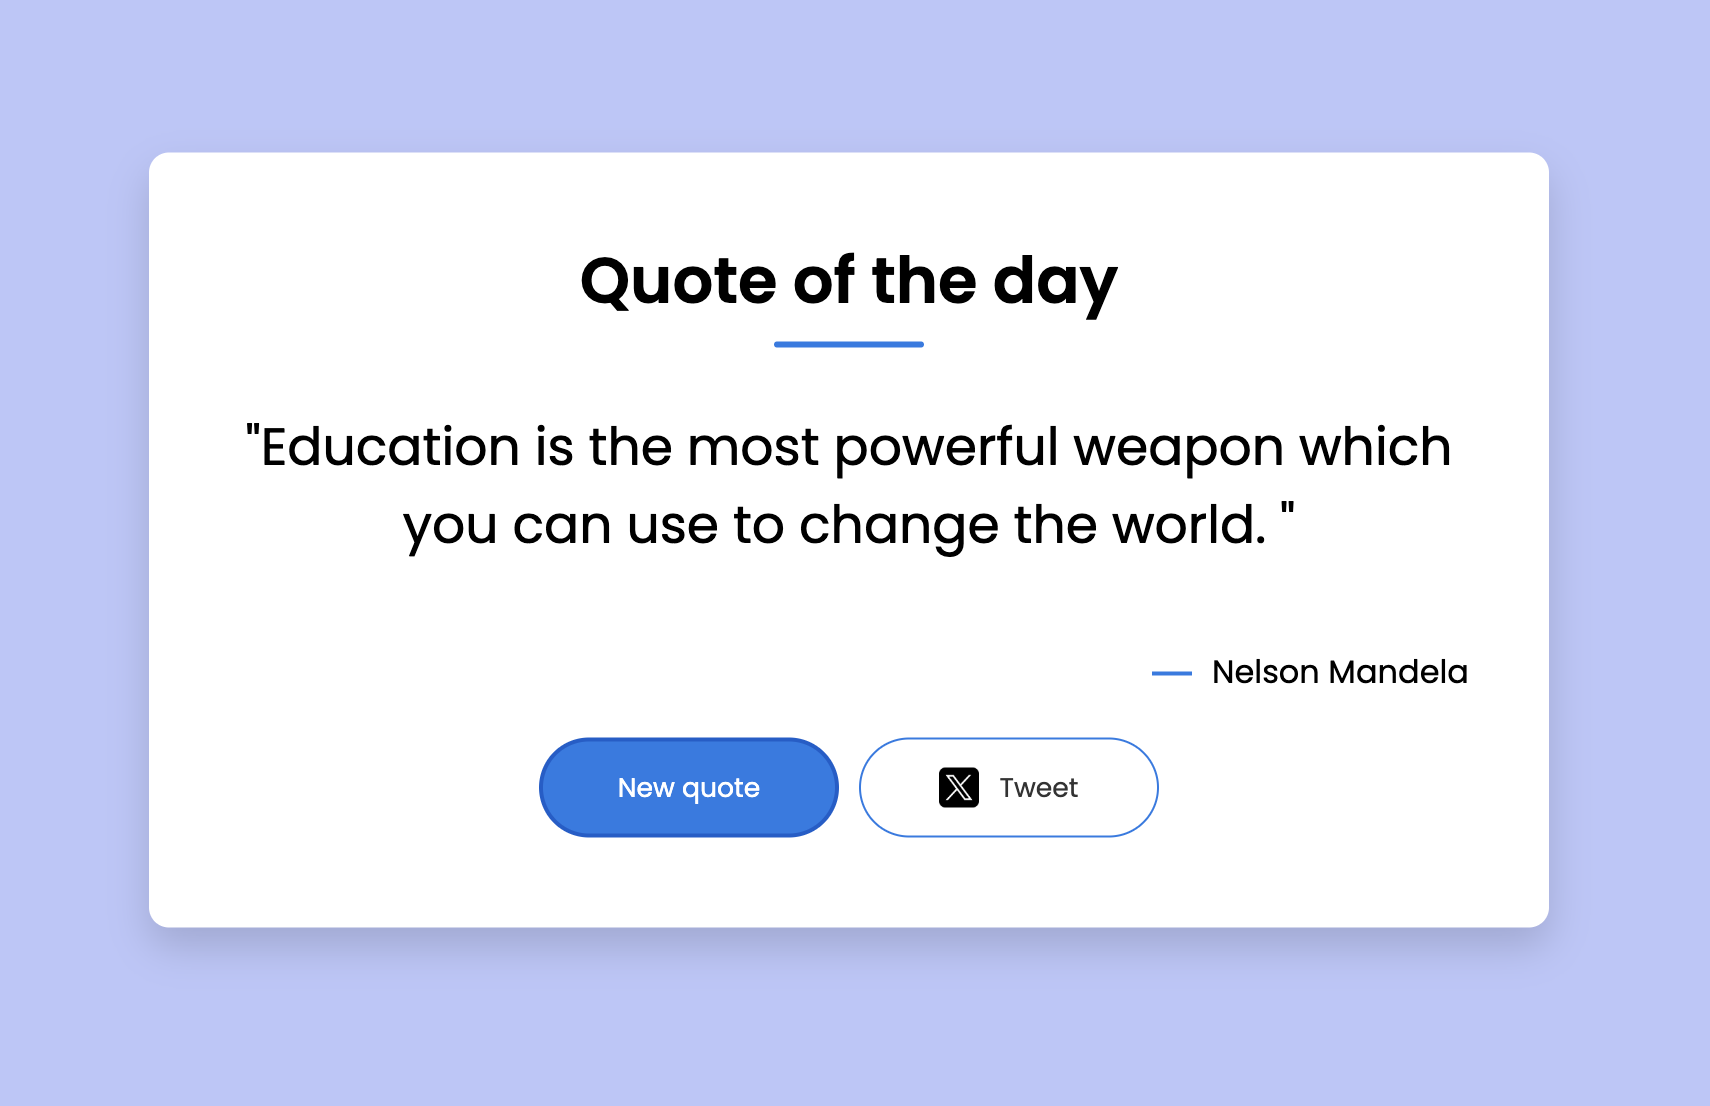 Quote of the day
"Education is the most powerful weapon which
you can use to change the world. "
Nelson Mandela
New quote
Tweet